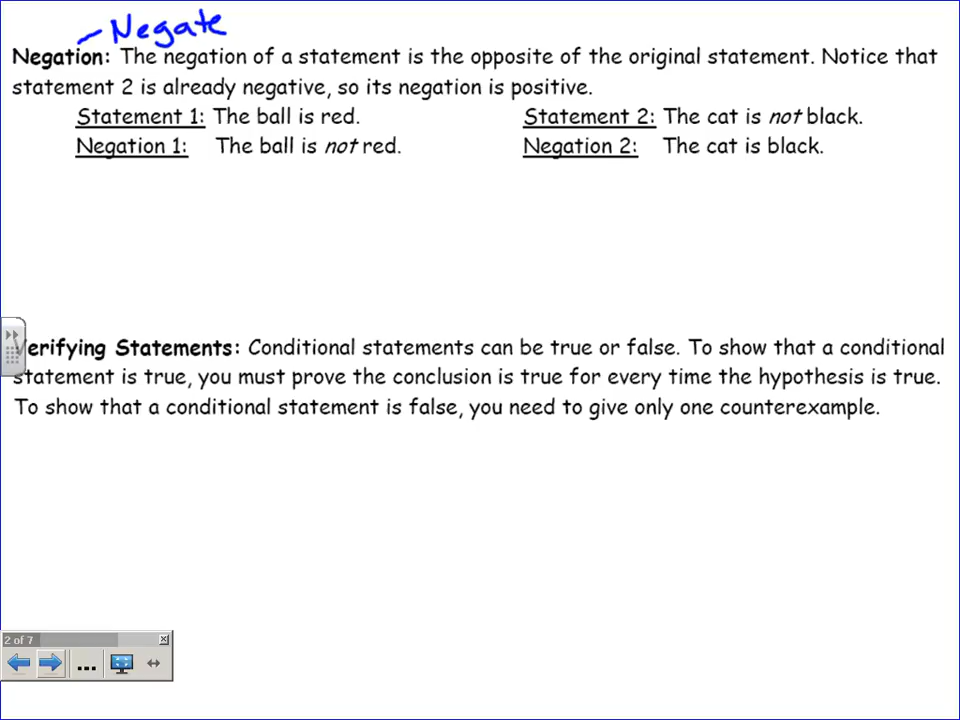 – Negate
Negation: The negation of a statement is the opposite of the original statement. Notice that
statement 2 is already negative, so its negation is positive.
Statement 1: The ball is red. Statement 2: The cat is not black.
Negation 1: The ball is not red. Negation 2: The cat is black.
Verifying Statements: Conditional statements can be true or false. To show that a conditional
statement is true, you must prove the conclusion is true for every time the hypothesis is true.
To show that a conditional statement is false, you need to give only one counterexample.
2 of 7